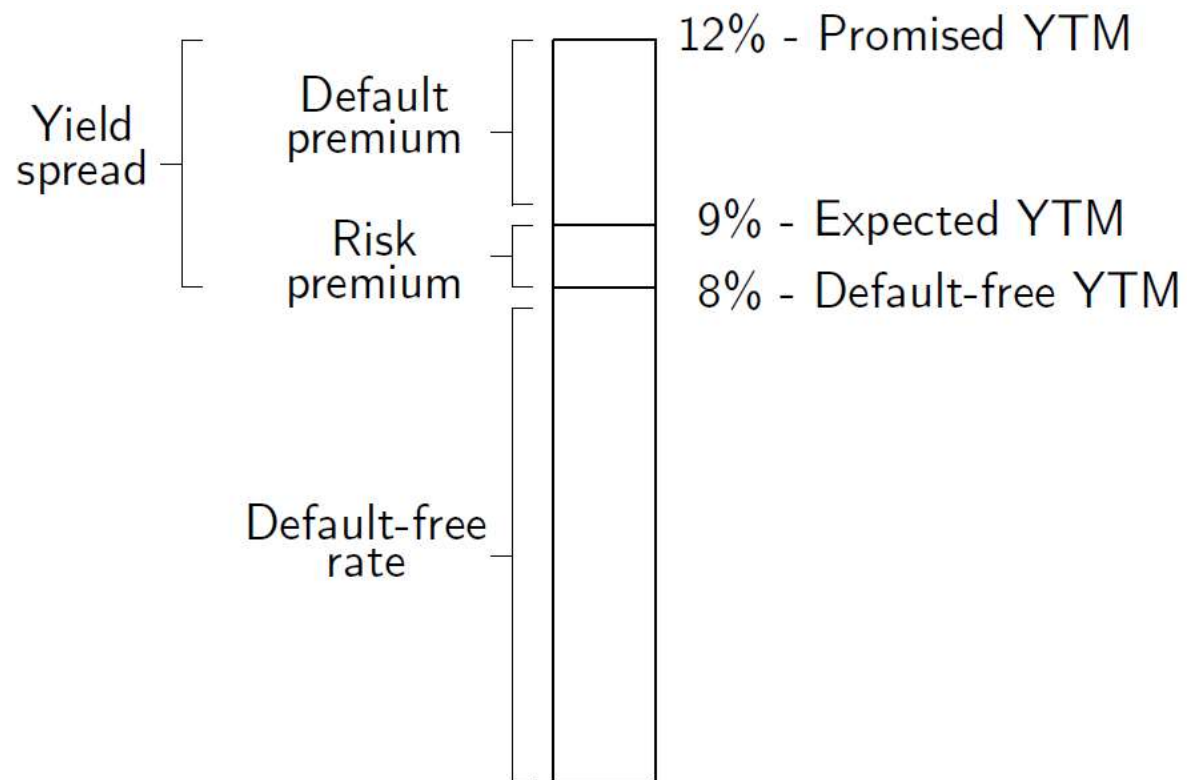 12% - Promised YTM
Default
premium
Yield
spread
9% - Expected YTM
Risk
premium
8% - Default-free YTM
Default-free
rate